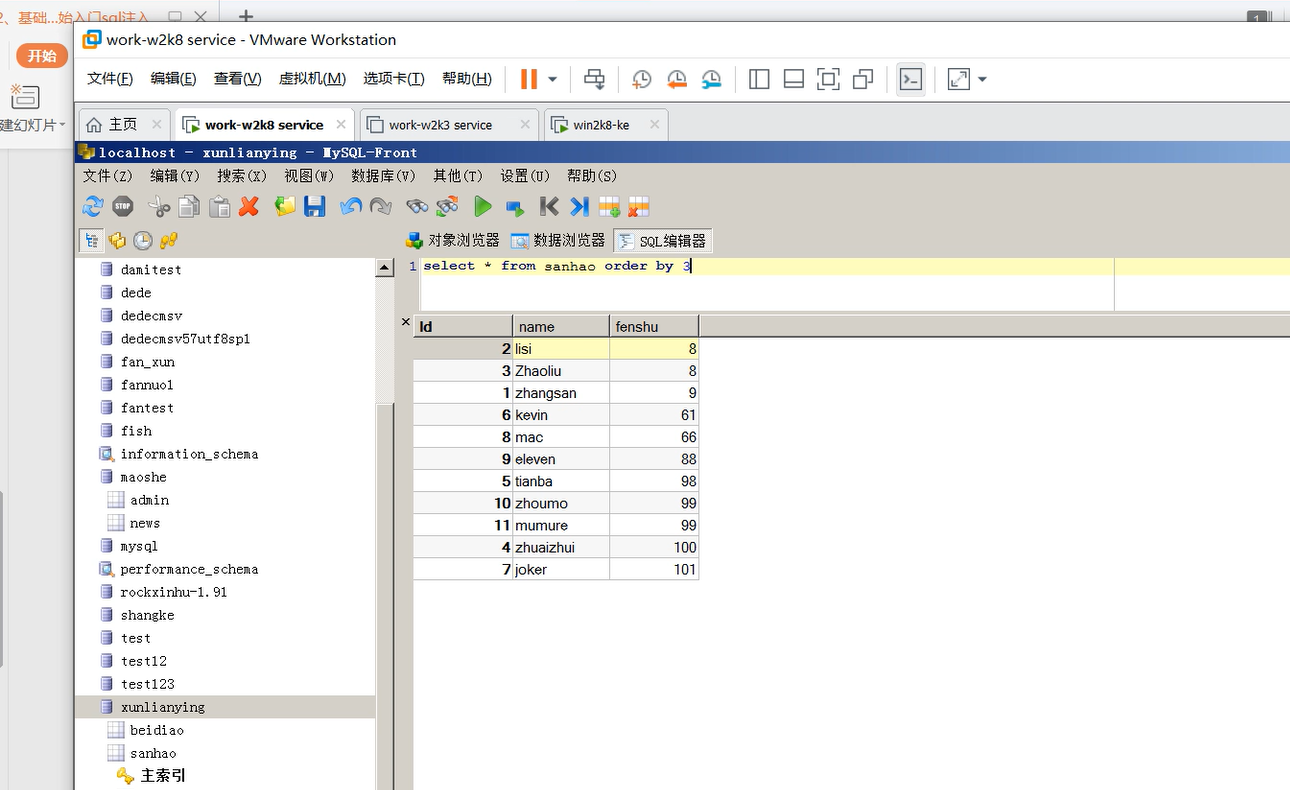 2、基础...始入门sql注入
1
work-w2k8 service - VMware Workstation
开始
文件(F) 编辑(E) 查看(V) 虚拟机(M) 选项卡(T) 帮助(H)
建幻灯片
主页 work-w2k8 service work-w2k3 service win2k8-ke
localhost - xunlianying - MySQL-Front
文件(Z) 编辑(Y) 搜索(X) 视图(W) 数据库(V) 其他(T) 设置(U) 帮助(S)
STOP
对象浏览器 数据浏览器 SQL编辑器
1 select * from sanhao order by 3
damitest
dede
dedecmsv
dedecmsv57utf8sp1
fan_xun
fannuo1
fantest
fish
information_schema
maoshe
admin
news
mysql
performance_schema
rockxinhu-1.91
shangke
test
test12
test123
xunlianying
beidiao
sanhao
主索引
Id name fenshu
2 lisi 8
3 Zhaoliu 8
1 zhangsan 9
6 kevin 61
8 mac 66
9 eleven 88
5 tianba 98
10 zhoumo 99
11 mumure 99
4 zhuaizhui 100
7 joker 101